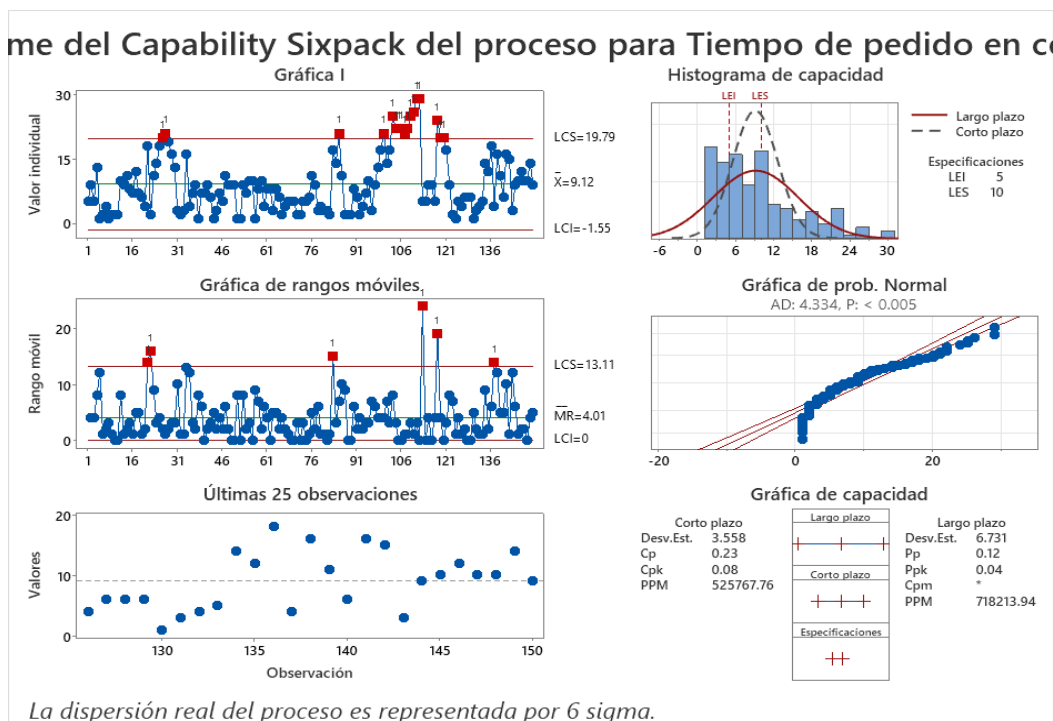 me del Capability Sixpack del proceso para Tiempo de pedido en co
Gráfica I
Valor individual
30
15
0
1 16 31 46 61 76 91 106 121 136
LCS=19.79
X̄=9.12
LCI=-1.55
Gráfica de rangos móviles
Rango móvil
20
10
0
1 16 31 46 61 76 91 106 121 136
LCS=13.11
M̄R̄=4.01
LCI=0
Últimas 25 observaciones
Valores
20
10
0
130 135 140 145 150
Observación
Histograma de capacidad
LEI LES
-6 0 6 12 18 24 30
Largo plazo
Corto plazo
Especificaciones
LEI 5
LES 10
Gráfica de prob. Normal
AD: 4.334, P: < 0.005
-20 0 20
Gráfica de capacidad
Corto plazo
Desv.Est. 3.558
Cp 0.23
Cpk 0.08
PPM 525767.76
Largo plazo
Corto plazo
Especificaciones
Largo plazo
Desv.Est. 6.731
Pp 0.12
Ppk 0.04
Cpm *
PPM 718213.94
La dispersión real del proceso es representada por 6 sigma.